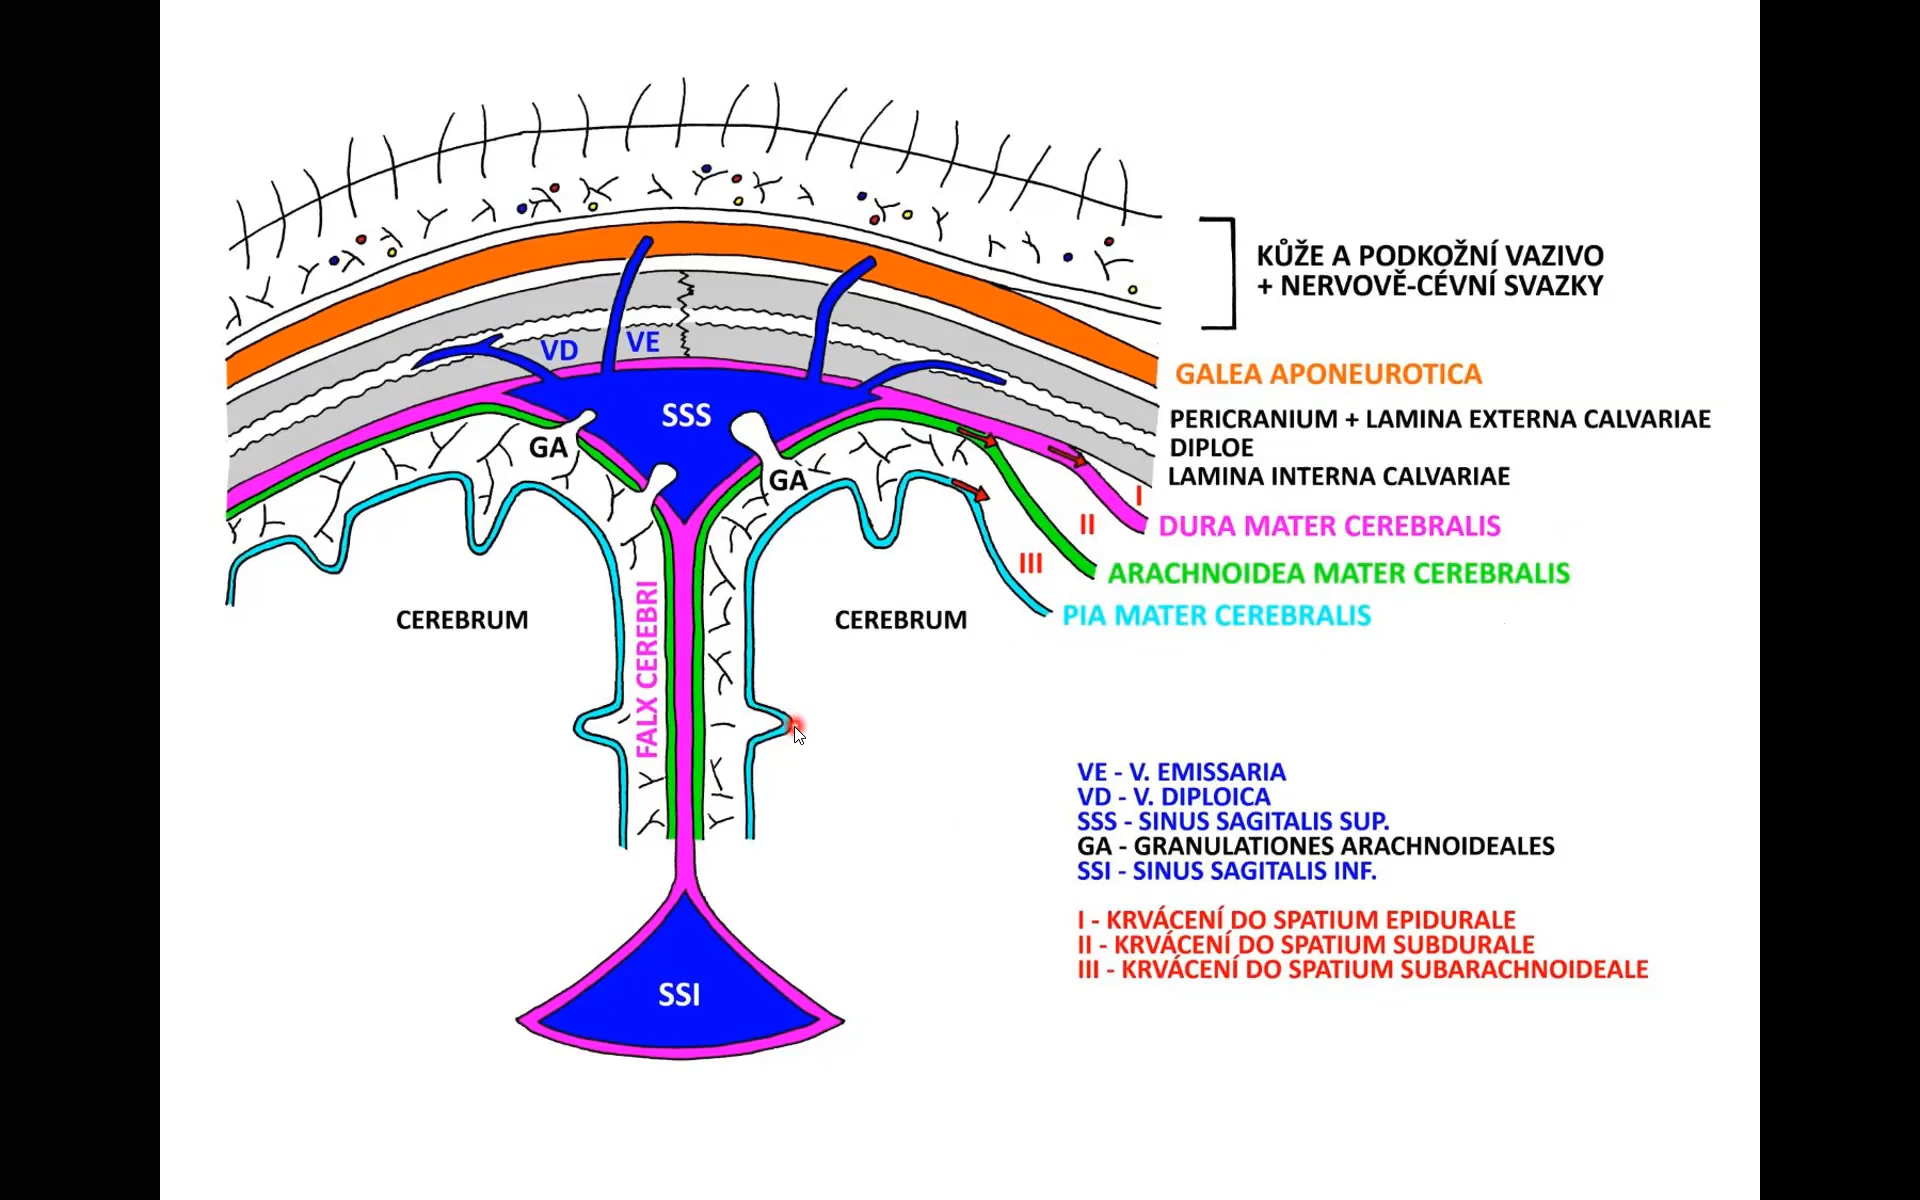 KŮŽE A PODKOŽNÍ VAZIVO
+ NERVOVĚ-CÉVNÍ SVAZKY
VD
VE
GALEA APONEUROTICA
SSS
PERICRANIUM + LAMINA EXTERNA CALVARIAE
GA
DIPLOE
GA
LAMINA INTERNA CALVARIAE
I
II
DURA MATER CEREBRALIS
III
ARACHNOIDEA MATER CEREBRALIS
CEREBRUM
FALX CEREBRI
CEREBRUM
PIA MATER CEREBRALIS
VE - V. EMISSARIA
VD - V. DIPLOICA
SSS - SINUS SAGITALIS SUP.
GA - GRANULATIONES ARACHNOIDEALES
SSI - SINUS SAGITALIS INF.
I - KRVÁCENÍ DO SPATIUM EPIDURALE
II - KRVÁCENÍ DO SPATIUM SUBDURALE
III - KRVÁCENÍ DO SPATIUM SUBARACHNOIDEALE
SSI